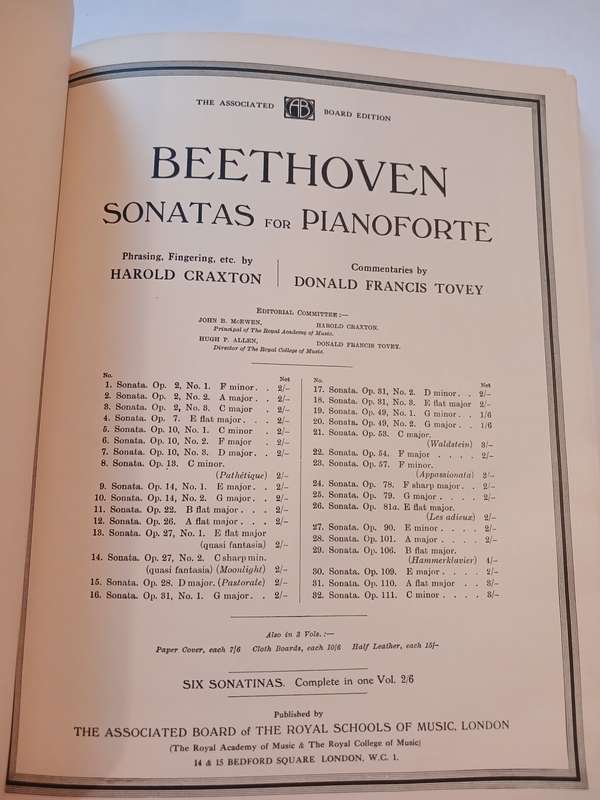 THE ASSOCIATED AB BOARD EDITION
BEETHOVEN
SONATAS FOR PIANOFORTE
Phrasing, Fingering, etc. by
HAROLD CRAXTON
Commentaries by
DONALD FRANCIS TOVEY
EDITORIAL COMMITTEE:—
JOHN B. McEWEN, HAROLD CRAXTON.
Principal of The Royal Academy of Music.
HUGH P. ALLEN, DONALD FRANCIS TOVEY.
Director of The Royal College of Music.
No. Net
1. Sonata. Op. 2, No. 1. F minor . . 2/–
2. Sonata. Op. 2, No. 2. A major . . 2/–
3. Sonata. Op. 2, No. 3. C major . . 2/–
4. Sonata. Op. 7. E flat major . . . 2/–
5. Sonata. Op. 10, No. 1. C minor . . 2/–
6. Sonata. Op. 10, No. 2. F major . . 2/–
7. Sonata. Op. 10, No. 3. D major . . 2/–
8. Sonata. Op. 13. C minor.
(Pathétique) 2/–
9. Sonata. Op. 14, No. 1. E major . . 2/–
10. Sonata. Op. 14, No. 2. G major . . 2/–
11. Sonata. Op. 22. B flat major . . . 2/–
12. Sonata. Op. 26. A flat major . . . 2/–
13. Sonata. Op. 27, No. 1. E flat major
(quasi fantasia) 2/–
14. Sonata. Op. 27, No. 2. C sharp min.
(quasi fantasia) (Moonlight) 2/–
15. Sonata. Op. 28. D major. (Pastorale) 2/–
16. Sonata. Op. 31, No. 1. G major . . 2/–
No. Net
17. Sonata. Op. 31, No. 2. D minor . . 2/–
18. Sonata. Op. 31, No. 3. E flat major 2/–
19. Sonata. Op. 49, No. 1. G minor . . 1/6
20. Sonata. Op. 49, No. 2. G major . . 1/6
21. Sonata. Op. 53. C major.
(Waldstein) 3/–
22. Sonata. Op. 54. F major . . . . 2/–
23. Sonata. Op. 57. F minor.
(Appassionata) 3/–
24. Sonata. Op. 78. F sharp major . . 2/–
25. Sonata. Op. 79. G major . . . . 2/–
26. Sonata. Op. 81a. E flat major.
(Les adieux) 2/–
27. Sonata. Op. 90. E minor . . . . 2/–
28. Sonata. Op. 101. A major . . . . 2/–
29. Sonata. Op. 106. B flat major.
(Hammerklavier) 4/–
30. Sonata. Op. 109. E major . . . . 2/–
31. Sonata. Op. 110. A flat major . . 3/–
32. Sonata. Op. 111. C minor . . . . 3/–
Also in 3 Vols.:—
Paper Cover, each 7/6 Cloth Boards, each 10/6 Half Leather, each 15/–
SIX SONATINAS. Complete in one Vol. 2/6
Published by
THE ASSOCIATED BOARD OF THE ROYAL SCHOOLS OF MUSIC, LONDON
(The Royal Academy of Music & The Royal College of Music)
14 & 15 BEDFORD SQUARE LONDON, W.C. 1.